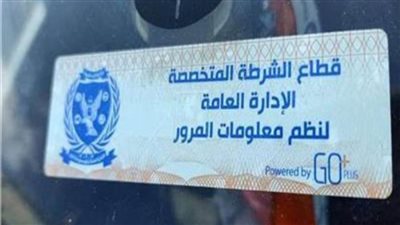 قطاع الشرطة المتخصصة
الإدارة العامة
لنظم معلومات المرور
Powered by GO+ PLUS